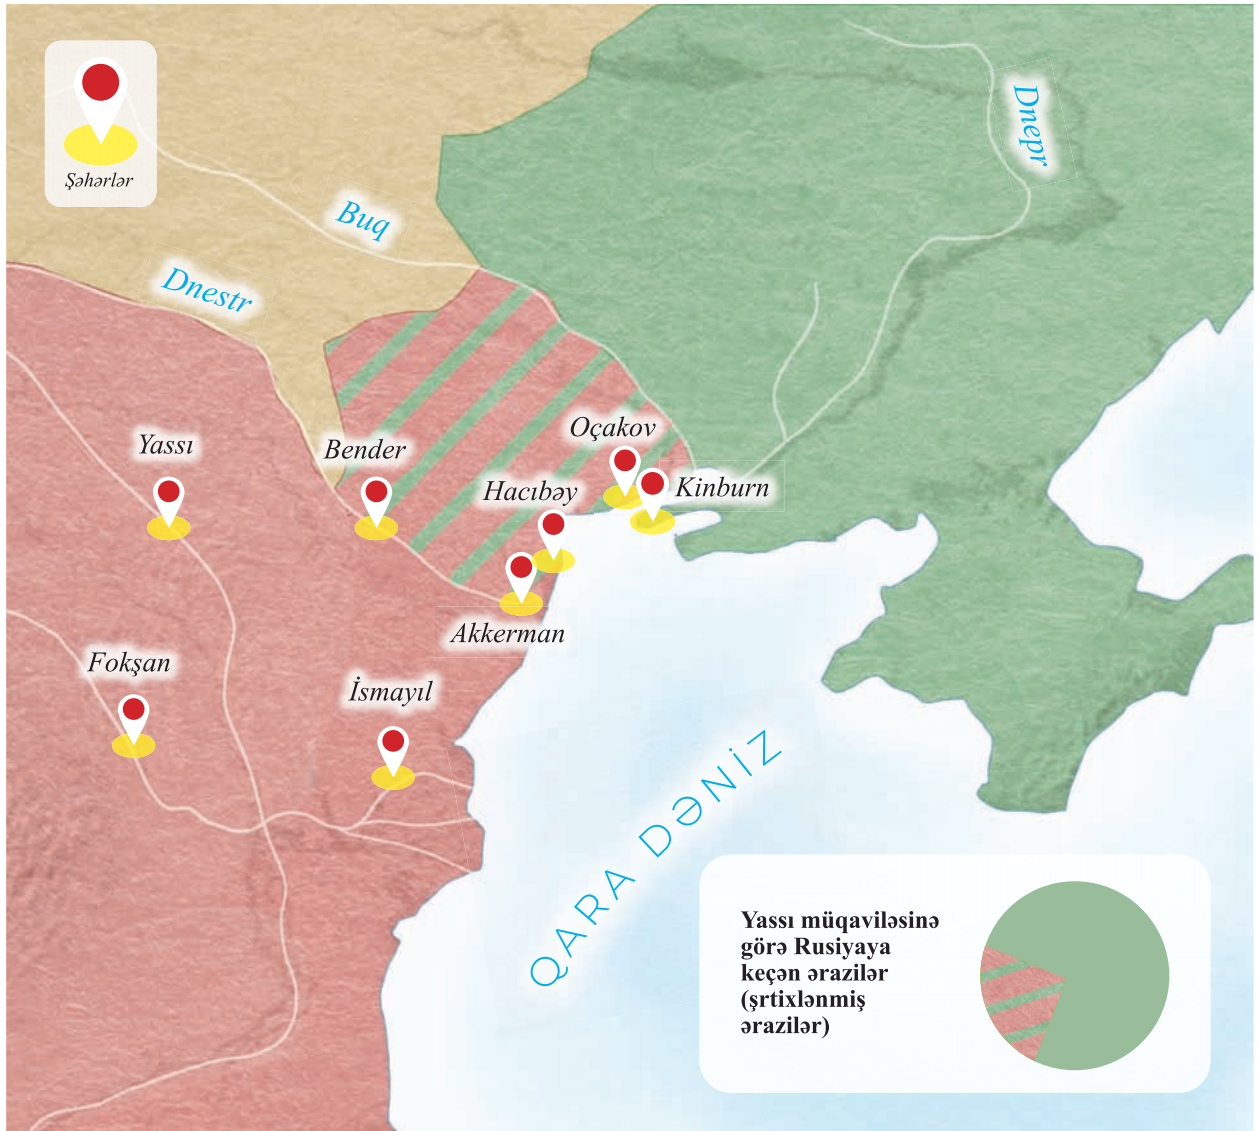 Şəhərlər
Dnepr
Buq
Dnestr
Yassı
Bender
Oçakov
Hacıbəy
Kinburn
Akkerman
Fokşan
İsmayıl
QARA DƏNİZ
Yassı müqaviləsinə
görə Rusiyaya
keçən ərazilər
(şrtixlənmiş
ərazilər)